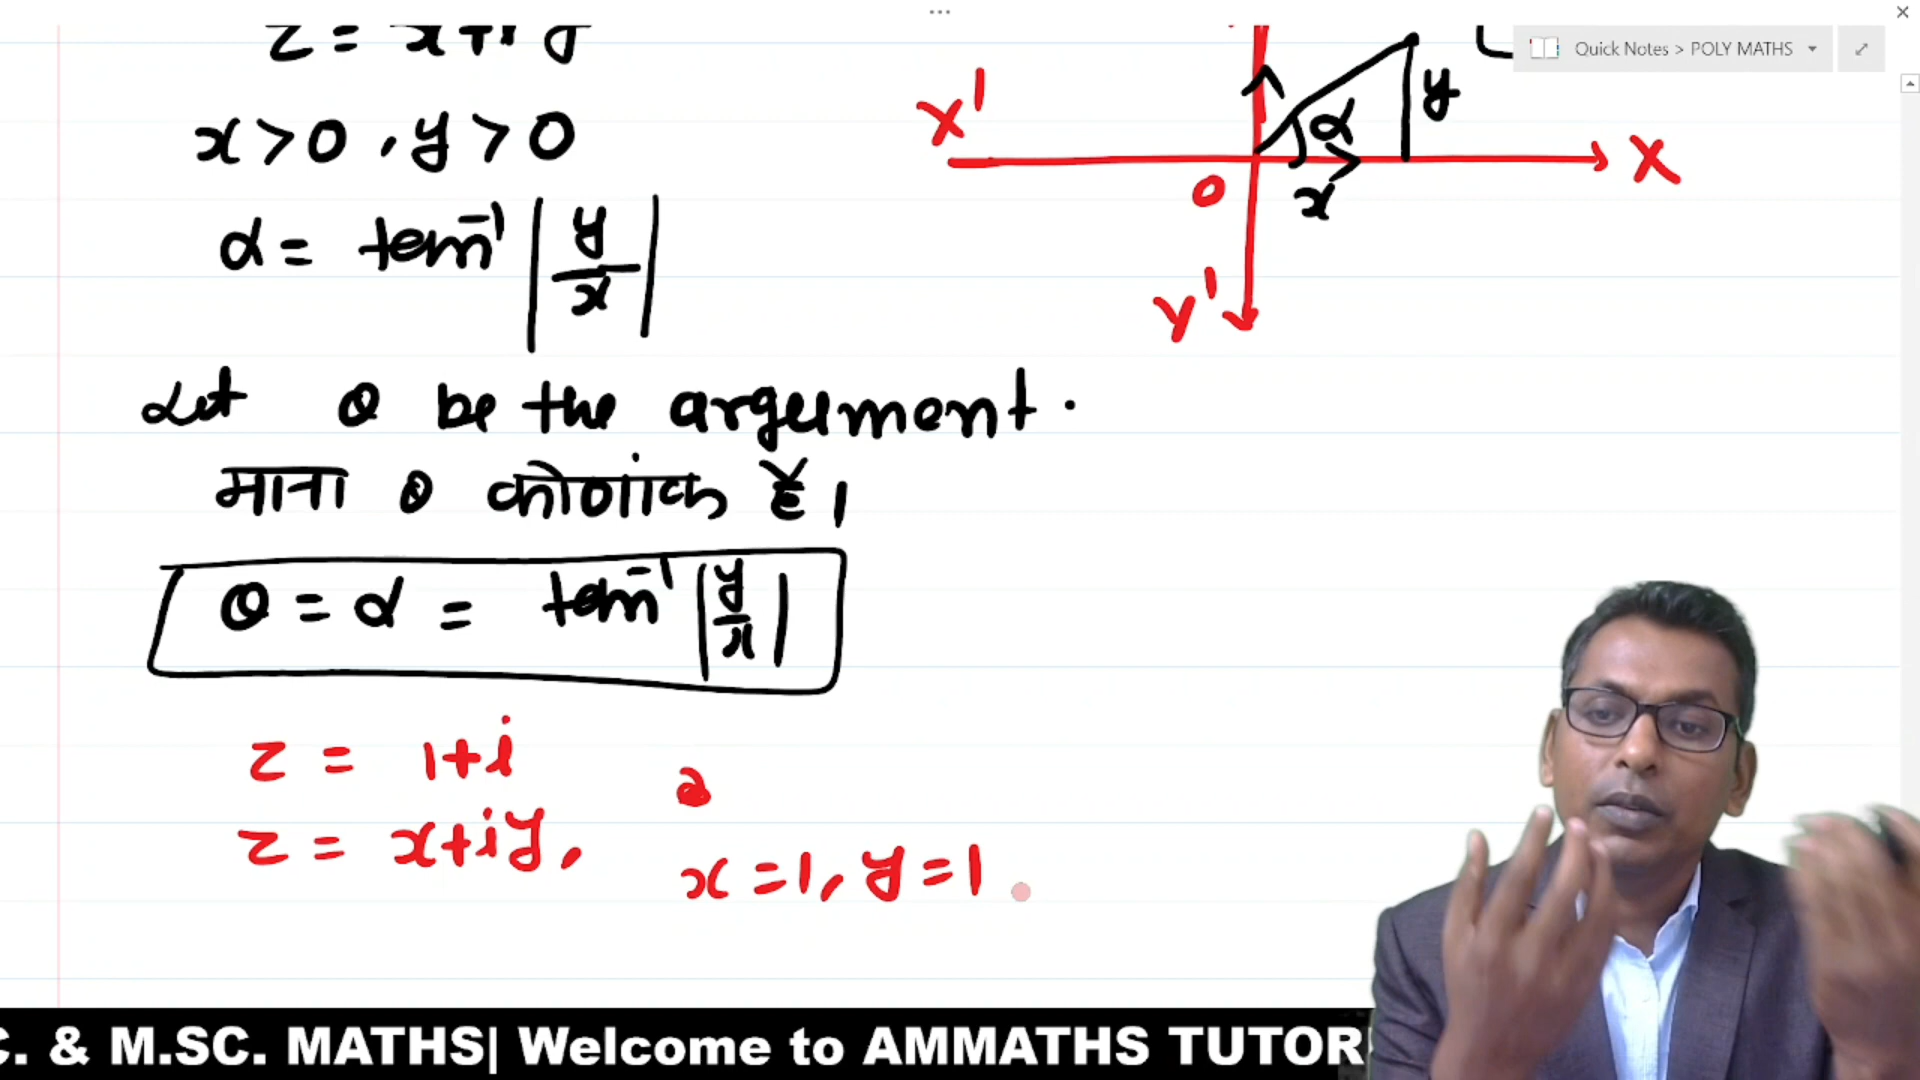 z = x + iy
x > 0 , y > 0
α = tan⁻¹ |y/x|
Let θ be the argument.
माना θ कोणांक है।
θ = α = tan⁻¹ |y/x|
z = 1+i
z = x+iy,
x = 1, y = 1
X'
α
y
X
0
x
Y'
Quick Notes > POLY MATHS
C. & M.SC. MATHS| Welcome to AMMATHS TUTOR